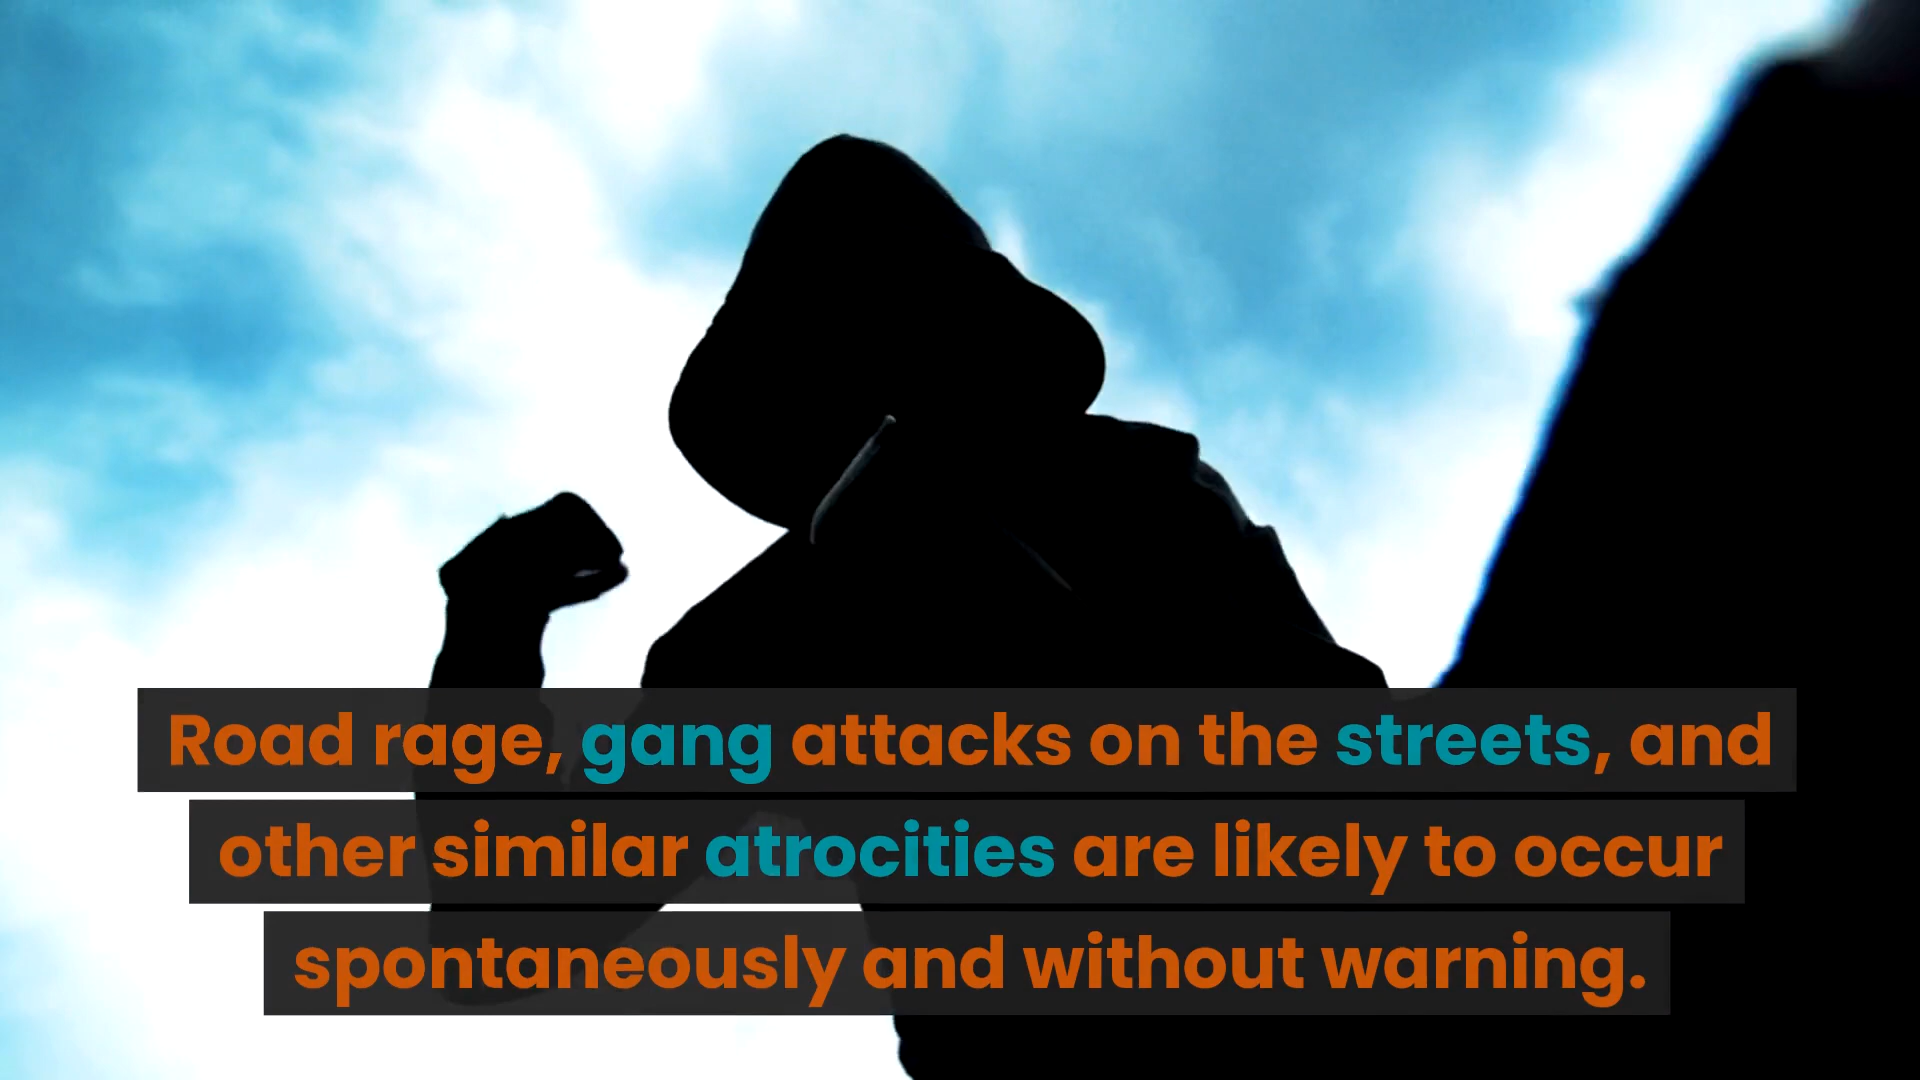 Road rage, gang attacks on the streets, and
other similar atrocities are likely to occur
spontaneously and without warning.